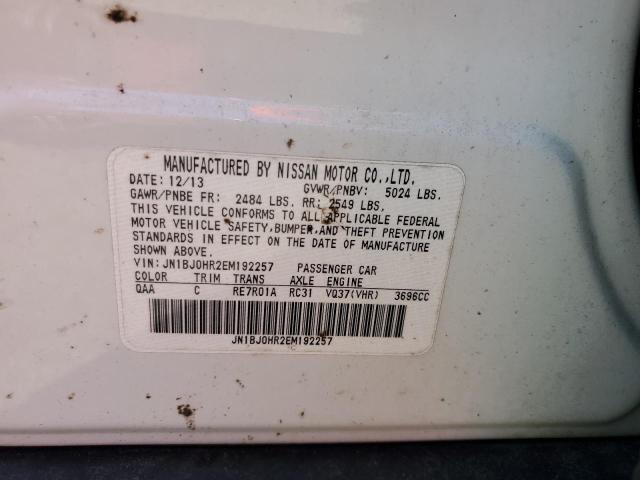 MANUFACTURED BY NISSAN MOTOR CO.,LTD.
DATE: 12/13 GVWR/PNBV: 5024 LBS.
GAWR/PNBE FR: 2484 LBS. RR: 2549 LBS.
THIS VEHICLE CONFORMS TO ALL APPLICABLE FEDERAL
MOTOR VEHICLE SAFETY, BUMPER, AND THEFT PREVENTION
STANDARDS IN EFFECT ON THE DATE OF MANUFACTURE
SHOWN ABOVE.
VIN: JN1BJ0HR2EM192257 PASSENGER CAR
COLOR TRIM TRANS AXLE ENGINE
QAA C RE7R01A RC31 VQ37(VHR) 3696CC
JN1BJ0HR2EM192257